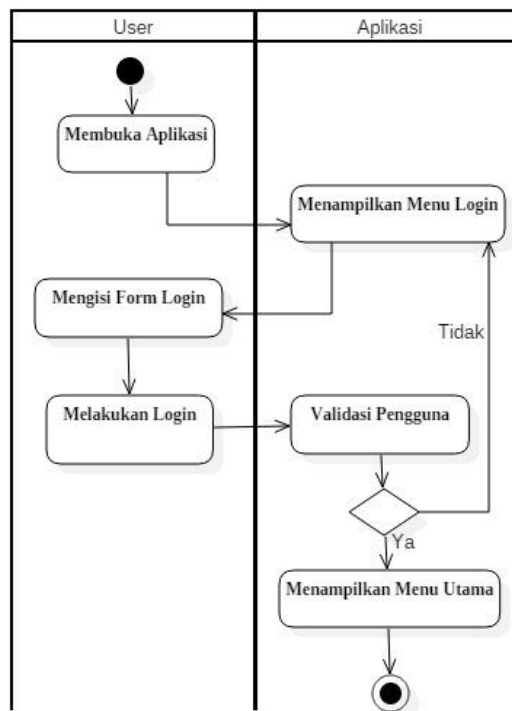 User
Aplikasi
Membuka Aplikasi
Menampilkan Menu Login
Mengisi Form Login
Tidak
Melakukan Login
Validasi Pengguna
Ya
Menampilkan Menu Utama